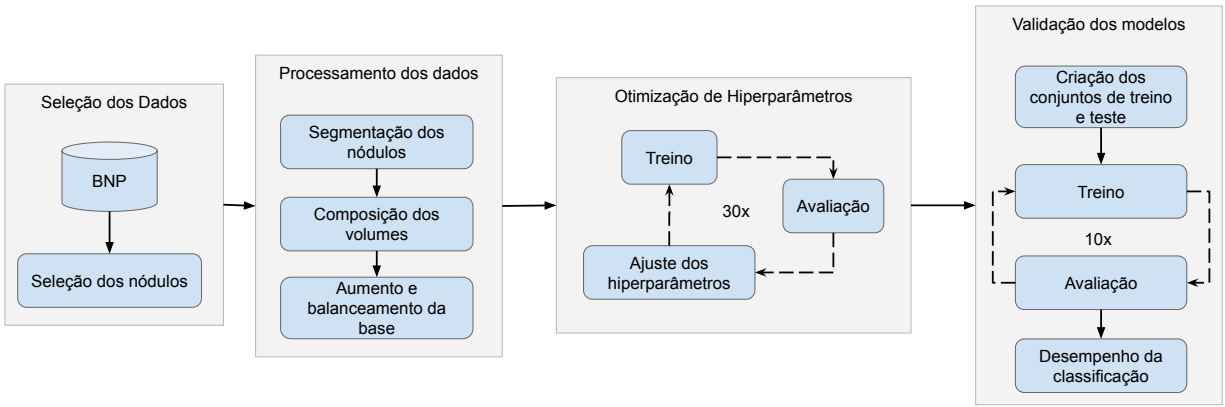 Seleção dos Dados
BNP
Seleção dos nódulos
Processamento dos dados
Segmentação dos
nódulos
Composição dos
volumes
Aumento e
balanceamento da
base
Otimização de Hiperparâmetros
Treino
30x
Avaliação
Ajuste dos
hiperparâmetros
Validação dos modelos
Criação dos
conjuntos de treino
e teste
Treino
10x
Avaliação
Desempenho da
classificação